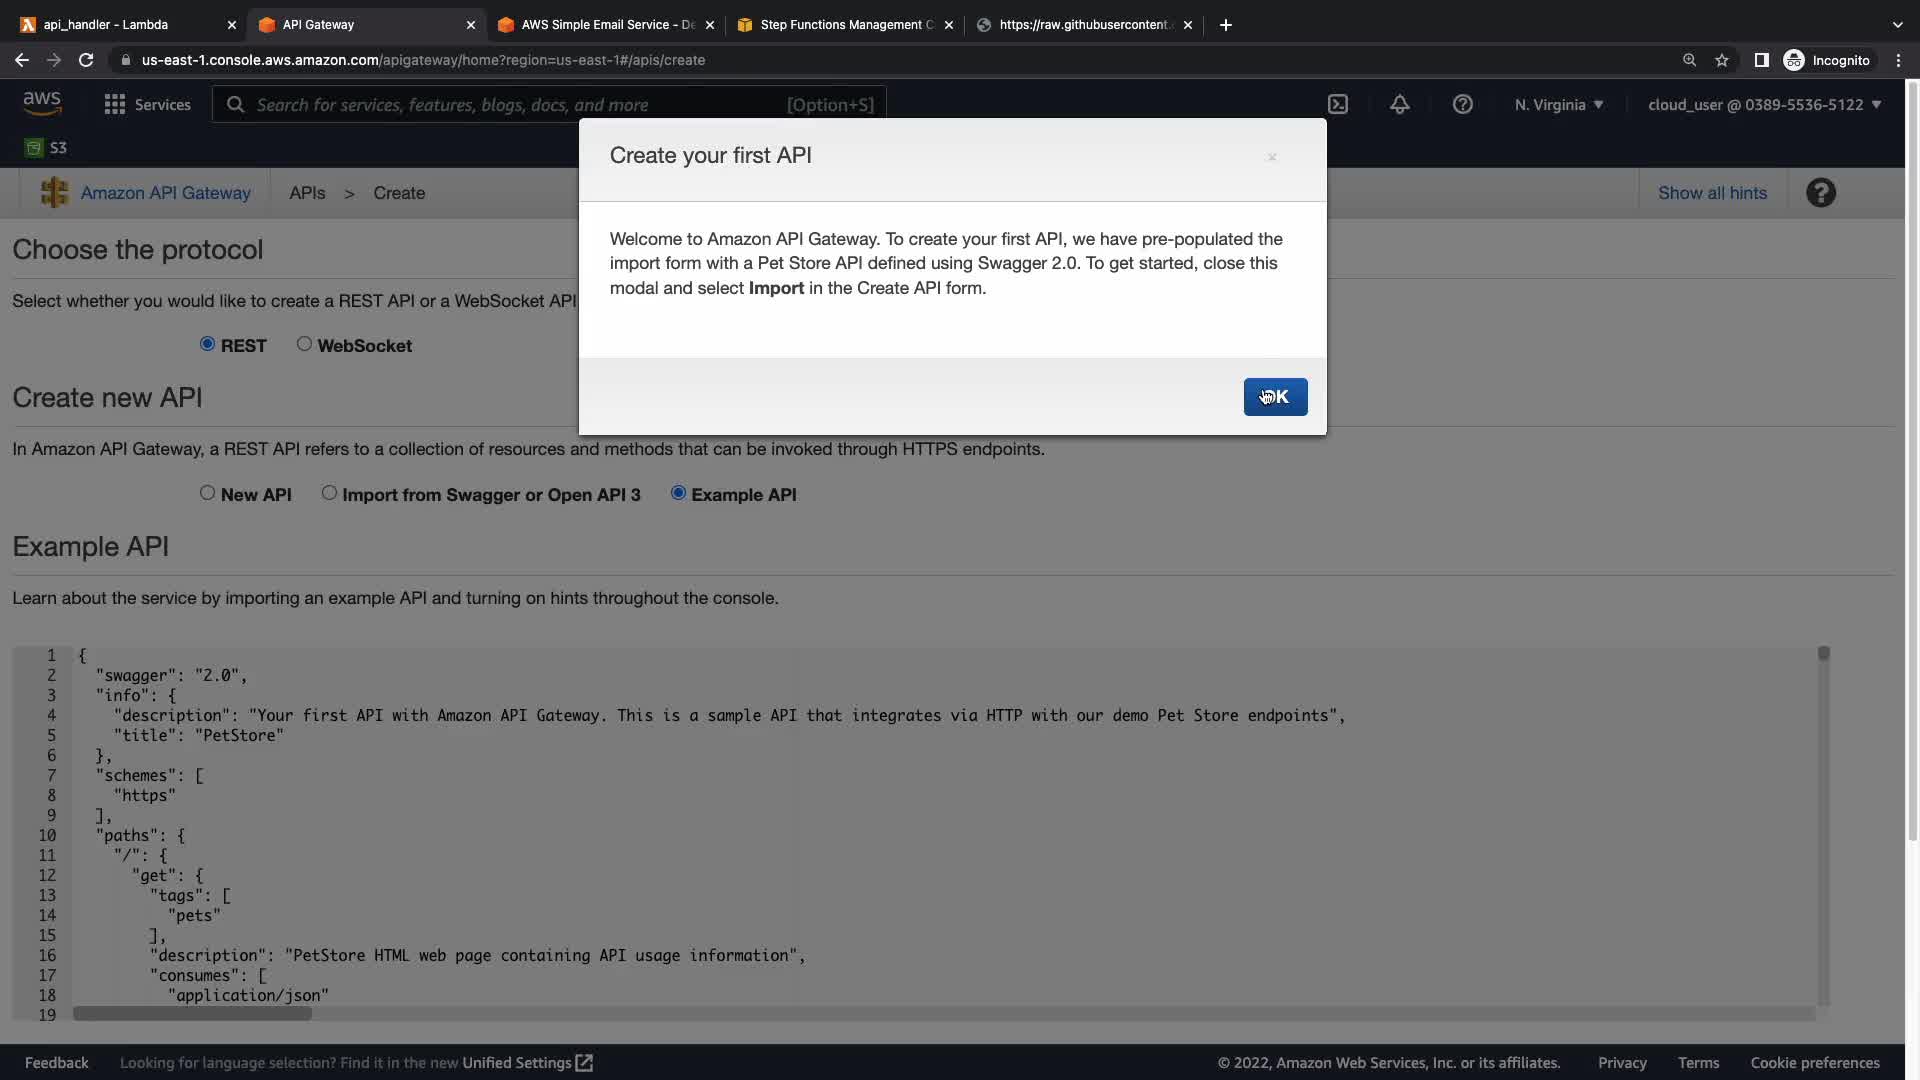 api_handler - Lambda
API Gateway
AWS Simple Email Service - De
Step Functions Management C
https://raw.githubusercontent.
us-east-1.console.aws.amazon.com/apigateway/home?region=us-east-1#/apis/create
Incognito
aws
Services
Search for services, features, blogs, docs, and more
[Option+S]
N. Virginia
cloud_user @ 0389-5536-5122
S3
Amazon API Gateway
APIs > Create
Show all hints
Create your first API
Welcome to Amazon API Gateway. To create your first API, we have pre-populated the
import form with a Pet Store API defined using Swagger 2.0. To get started, close this
modal and select Import in the Create API form.
OK
Choose the protocol
Select whether you would like to create a REST API or a WebSocket API
REST
WebSocket
Create new API
In Amazon API Gateway, a REST API refers to a collection of resources and methods that can be invoked through HTTPS endpoints.
New API
Import from Swagger or Open API 3
Example API
Example API
Learn about the service by importing an example API and turning on hints throughout the console.
1 {
2 "swagger": "2.0",
3 "info": {
4 "description": "Your first API with Amazon API Gateway. This is a sample API that integrates via HTTP with our demo Pet Store endpoints",
5 "title": "PetStore"
6 },
7 "schemes": [
8 "https"
9 ],
10 "paths": {
11 "/": {
12 "get": {
13 "tags": [
14 "pets"
15 ],
16 "description": "PetStore HTML web page containing API usage information",
17 "consumes": [
18 "application/json"
19
Feedback
Looking for language selection? Find it in the new Unified Settings
© 2022, Amazon Web Services, Inc. or its affiliates.
Privacy
Terms
Cookie preferences